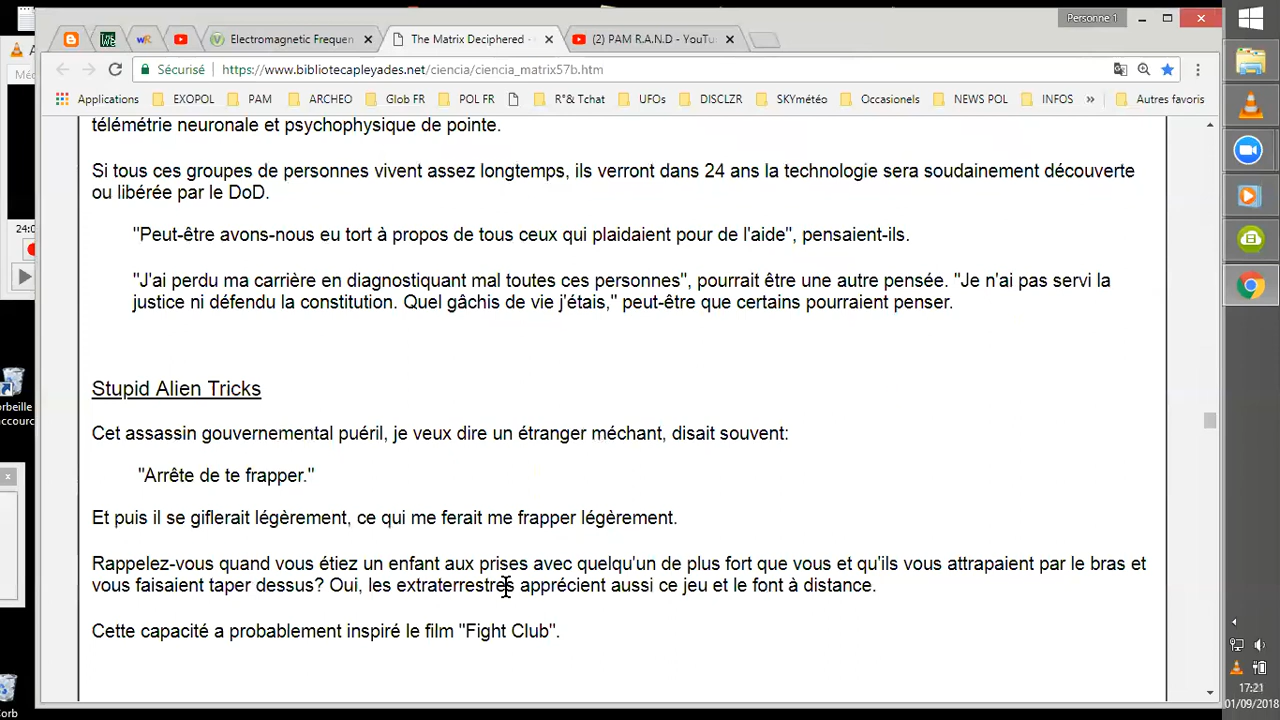 Personne 1
Electromagnetic Frequen
The Matrix Deciphered -
(2) PAM R.A.N.D - YouTu
Sécurisé
https://www.bibliotecapleyades.net/ciencia/ciencia_matrix57b.htm
Applications EXOPOL PAM ARCHEO Glob FR POL FR R°& Tchat UFOs DISCLZR SKYmétéo Occasionels NEWS POL INFOS » Autres favoris
télémétrie neuronale et psychophysique de pointe.
Si tous ces groupes de personnes vivent assez longtemps, ils verront dans 24 ans la technologie sera soudainement découverte
ou libérée par le DoD.
"Peut-être avons-nous eu tort à propos de tous ceux qui plaidaient pour de l'aide", pensaient-ils.
"J'ai perdu ma carrière en diagnostiquant mal toutes ces personnes", pourrait être une autre pensée. "Je n'ai pas servi la
justice ni défendu la constitution. Quel gâchis de vie j'étais," peut-être que certains pourraient penser.
Stupid Alien Tricks
Cet assassin gouvernemental puéril, je veux dire un étranger méchant, disait souvent:
"Arrête de te frapper."
Et puis il se giflerait légèrement, ce qui me ferait me frapper légèrement.
Rappelez-vous quand vous étiez un enfant aux prises avec quelqu'un de plus fort que vous et qu'ils vous attrapaient par le bras et
vous faisaient taper dessus? Oui, les extraterrestres apprécient aussi ce jeu et le font à distance.
Cette capacité a probablement inspiré le film "Fight Club".
Mé
24:0
orbeille
accourc
Corb
17:21
01/09/2018